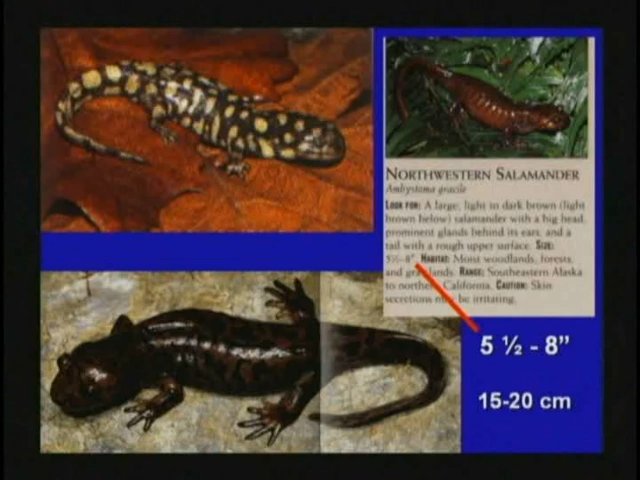 NORTHWESTERN SALAMANDER
Ambystoma gracile
LOOK FOR: A large, light to dark brown (light
brown below) salamander with a big head,
prominent glands behind its ears, and a
tail with a rough upper surface. SIZE:
5½-8". HABITAT: Moist woodlands, forests,
and grasslands. RANGE: Southeastern Alaska
to northern California. CAUTION: Skin
secretions may be irritating.
5 ½ - 8”
15-20 cm